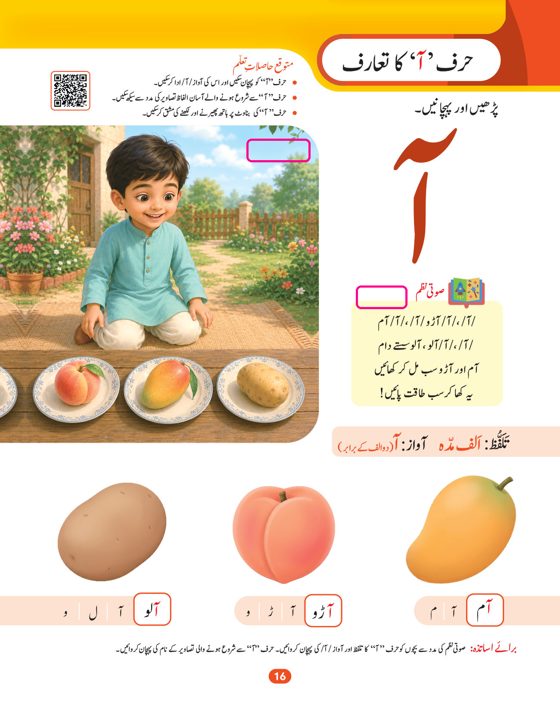 حرف ’آ‘ کا تعارف
متوقع حاصلاتِ تعلّم
• حرف ”آ“ کو پہچان سکیں اور اس کی آواز /آ/ ادا کر سکیں۔
• حرف ”آ“ سے شروع ہونے والے آسان الفاظ تصاویر کی مدد سے سیکھ سکیں۔
• حرف ”آ“ کی بناوٹ پر ہاتھ پھیرنے اور لکھنے کی مشق کر سکیں۔
پڑھیں اور پہچانیں۔
آ
صوتی نظم
/آ/،/آ/ آڑو /آ/،/آ/ آم
/آ/،/آ/ آلو، آلو سستے دام
آم اور آڑو سب مل کر کھائیں
یہ کھا کر سب طاقت پائیں!
تَلَفُّظ: اَلف مدّہ آواز: آ (دو الف کے برابر)
آم آ م
آڑو آ ڑ و
آلو آ ل و
برائے اساتذہ: صوتی نظم کی مدد سے بچوں کو حرف ”آ“ کا تلفظ اور آواز /آ/ کی پہچان کروائیں۔ حرف ”آ“ سے شروع ہونے والی تصاویر کے نام کی پہچان کروائیں۔
16